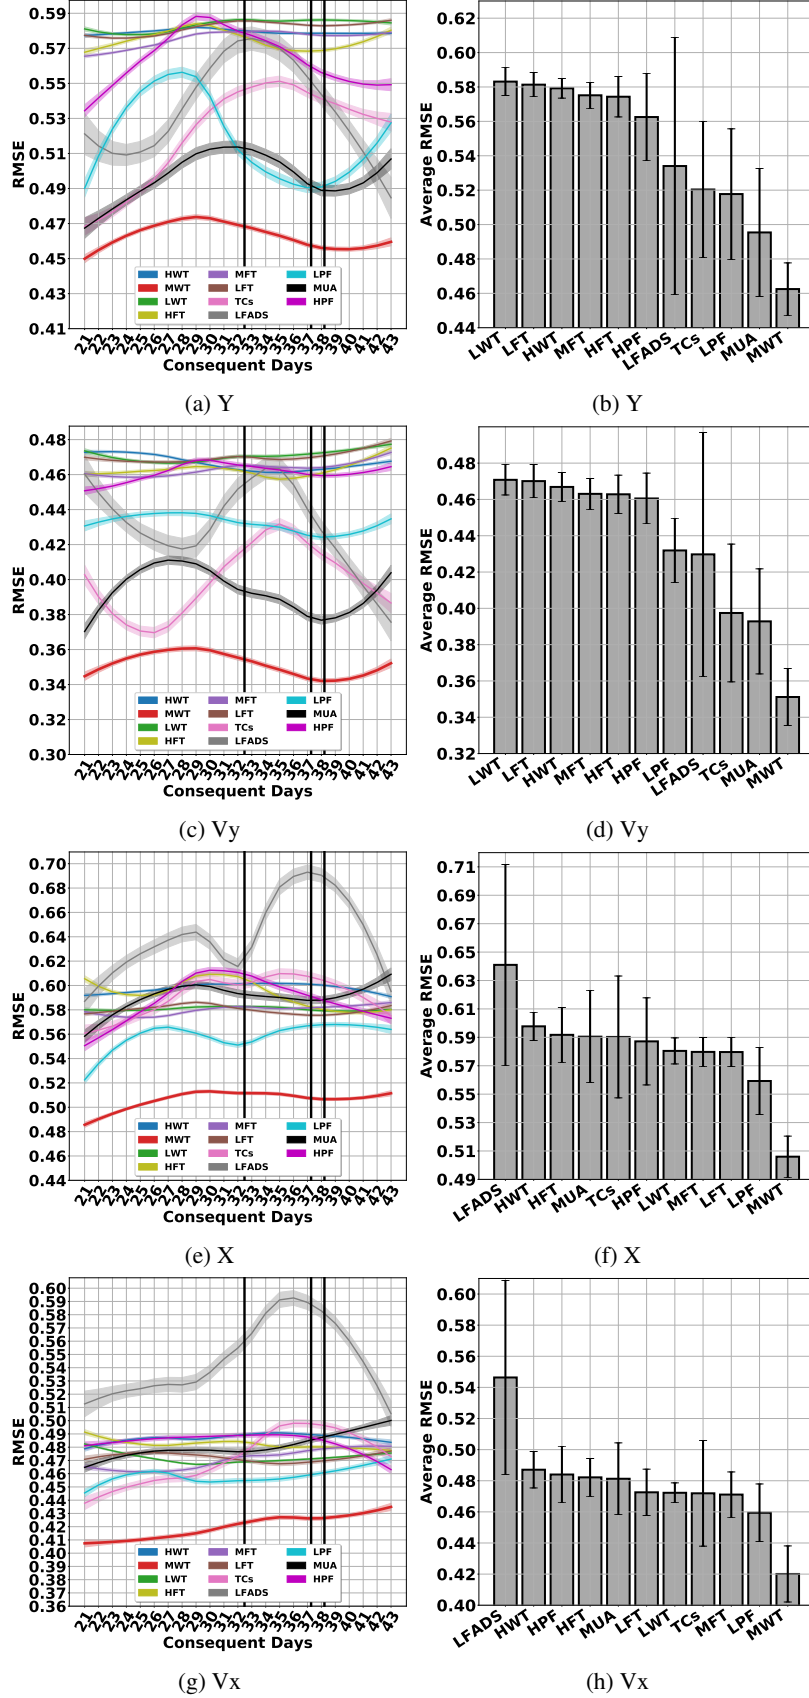 0.59
0.57
0.55
0.53
0.51
0.49
0.47
0.45
0.43
0.41
RMSE
HWT
MWT
LWT
HFT
MFT
LFT
TCs
LFADS
LPF
MUA
HPF
21 22 23 24 25 26 27 28 29 30 31 32 33 34 35 36 37 38 39 40 41 42 43
Consequent Days
(a) Y
0.62
0.60
0.58
0.56
0.54
0.52
0.50
0.48
0.46
0.44
Average RMSE
LWT LFT HWT MFT HFT HPF LFADS TCs LPF MUA MWT
(b) Y
0.48
0.46
0.44
0.42
0.40
0.38
0.36
0.34
0.32
0.30
RMSE
HWT
MWT
LWT
HFT
MFT
LFT
TCs
LFADS
LPF
MUA
HPF
21 22 23 24 25 26 27 28 29 30 31 32 33 34 35 36 37 38 39 40 41 42 43
Consequent Days
(c) Vy
0.48
0.46
0.44
0.42
0.40
0.38
0.36
0.34
0.32
Average RMSE
LWT LFT HWT MFT HFT HPF LPF LFADS TCs MUA MWT
(d) Vy
0.70
0.68
0.66
0.64
0.62
0.60
0.58
0.56
0.54
0.52
0.50
0.48
0.46
0.44
RMSE
HWT
MWT
LWT
HFT
MFT
LFT
TCs
LFADS
LPF
MUA
HPF
21 22 23 24 25 26 27 28 29 30 31 32 33 34 35 36 37 38 39 40 41 42 43
Consequent Days
(e) X
0.71
0.69
0.67
0.65
0.63
0.61
0.59
0.57
0.55
0.53
0.51
0.49
Average RMSE
LFADS HWT HFT MUA TCs HPF LWT MFT LFT LPF MWT
(f) X
0.60
0.59
0.58
0.57
0.56
0.55
0.54
0.53
0.52
0.51
0.50
0.49
0.48
0.47
0.46
0.45
0.44
0.43
0.42
0.41
0.40
0.39
0.38
0.37
0.36
RMSE
HWT
MWT
LWT
HFT
MFT
LFT
TCs
LFADS
LPF
MUA
HPF
21 22 23 24 25 26 27 28 29 30 31 32 33 34 35 36 37 38 39 40 41 42 43
Consequent Days
(g) Vx
0.60
0.58
0.56
0.54
0.52
0.50
0.48
0.46
0.44
0.42
0.40
Average RMSE
LFADS HWT HPF HFT MUA LFT LWT TCs MFT LPF MWT
(h) Vx